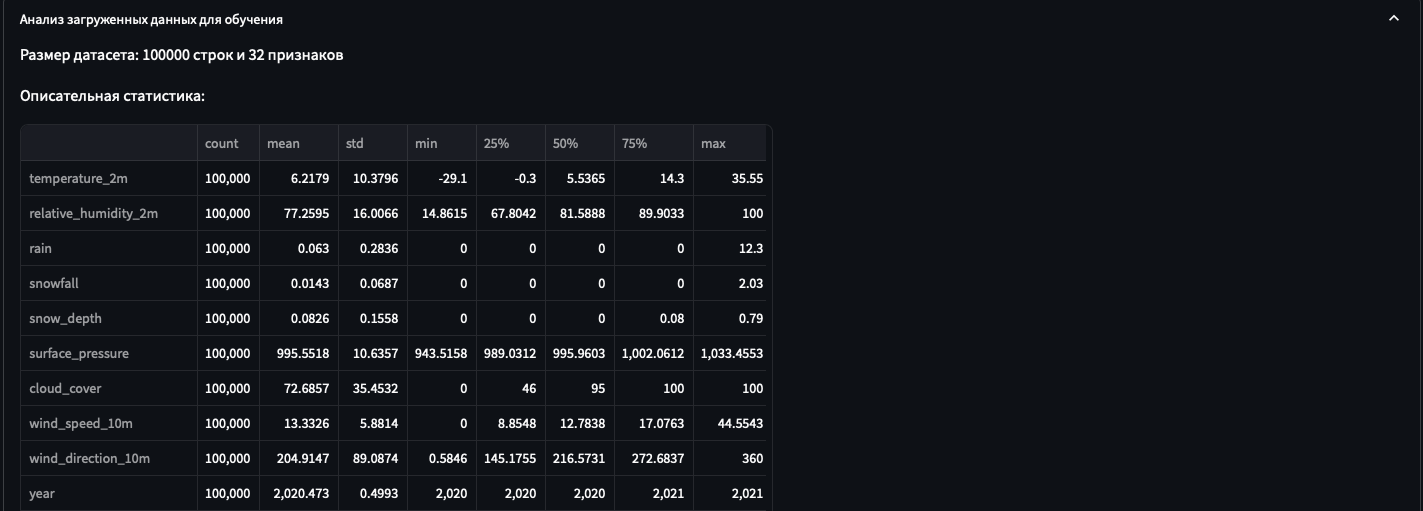 Анализ загруженных данных для обучения
Размер датасета: 100000 строк и 32 признаков
Описательная статистика:
count mean std min 25% 50% 75% max
temperature_2m 100,000 6.2179 10.3796 -29.1 -0.3 5.5365 14.3 35.55
relative_humidity_2m 100,000 77.2595 16.0066 14.8615 67.8042 81.5888 89.9033 100
rain 100,000 0.063 0.2836 0 0 0 0 12.3
snowfall 100,000 0.0143 0.0687 0 0 0 0 2.03
snow_depth 100,000 0.0826 0.1558 0 0 0 0.08 0.79
surface_pressure 100,000 995.5518 10.6357 943.5158 989.0312 995.9603 1,002.0612 1,033.4553
cloud_cover 100,000 72.6857 35.4532 0 46 95 100 100
wind_speed_10m 100,000 13.3326 5.8814 0 8.8548 12.7838 17.0763 44.5543
wind_direction_10m 100,000 204.9147 89.0874 0.5846 145.1755 216.5731 272.6837 360
year 100,000 2,020.473 0.4993 2,020 2,020 2,020 2,021 2,021